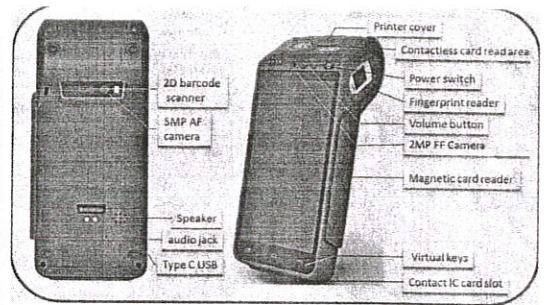 2D barcode
scanner
5MP AF
camera
Speaker
audio jack
Type C USB
Printer cover
Contactless card read area
Power switch
Fingerprint reader
Volume button
2MP FF Camera
Magnetic card reader
Virtual keys
Contact IC card slot